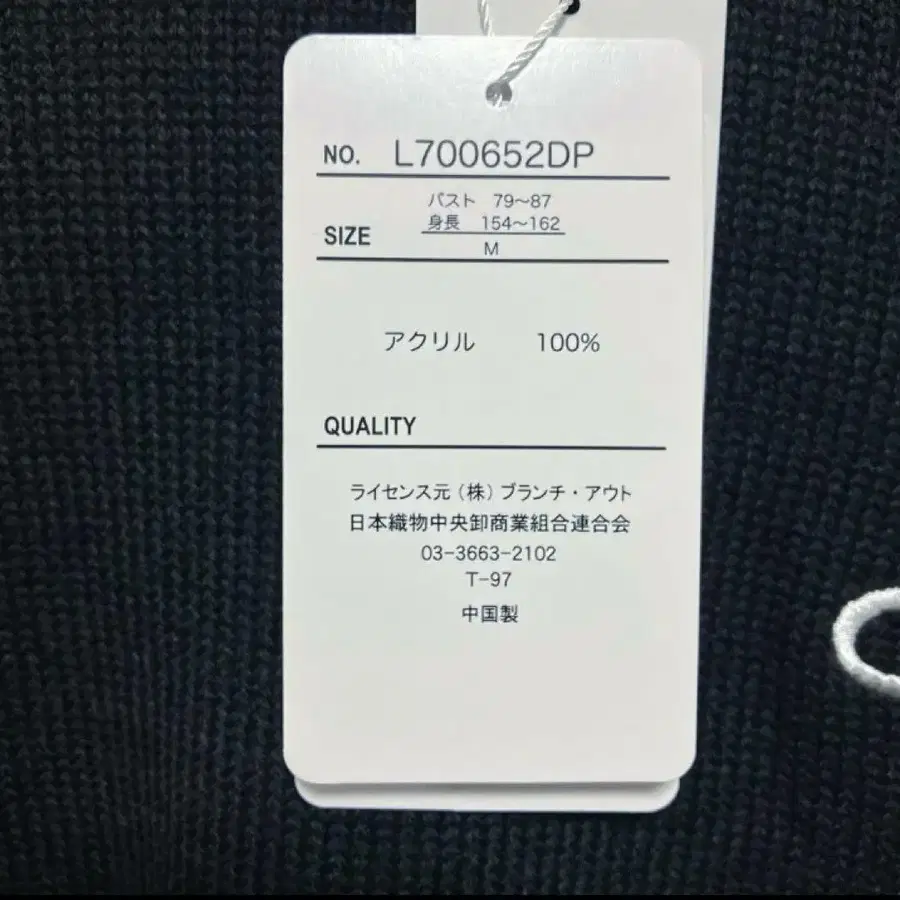 NO. L700652DP
バスト 79～87
身長 154～162
SIZE
M
アクリル 100%
QUALITY
ライセンス元（株）ブランチ・アウト
日本織物中央卸商業組合連合会
03-3663-2102
T-97
中国製